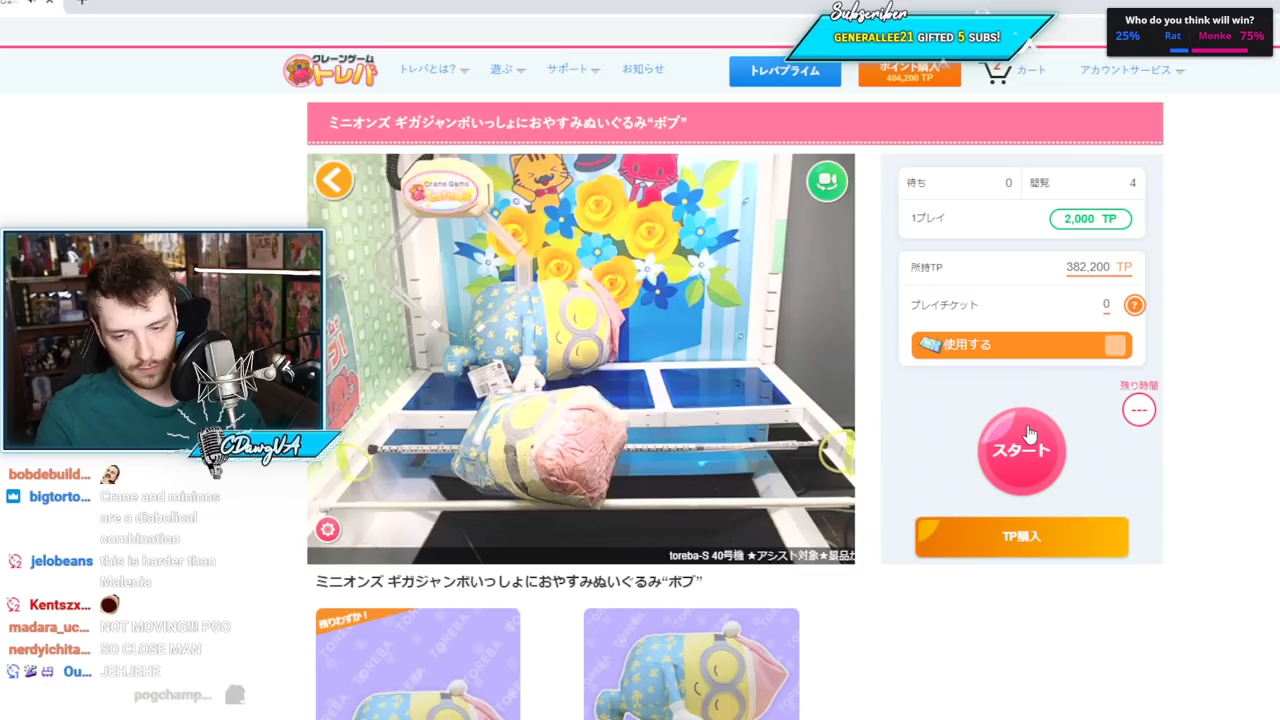 Subscriber
GENERALLEE21 GIFTED 5 SUBS!
Who do you think will win?
25% Rat Monke 75%
クレーンゲーム
トレバ
トレバとは?
遊ぶ
サポート
お知らせ
トレバプライム
ポイント購入
404,200 TP
2
カート
アカウントサービス
ミニオンズ ギガジャンボいっしょにおやすみぬいぐるみ“ボブ”
Crane Game
待ち 0
閲覧 4
1プレイ 2,000 TP
所持TP 382,200 TP
プレイチケット 0 ?
使用する
残り時間
---
スタート
TP購入
toreba-S 40号機 ★アシスト対象★景品が
CDawgVA
bobdebuild...
bigtorto... Crane and minions
are a diabolical
combination
jelobeans this is harder than
Malenia
Kentszx...
madara_uc... NOT MOVING!!! PGO
nerdyichita... SO CLOSE MAN
Ou... JEHJEHE
pogchamp...
ミニオンズ ギガジャンボいっしょにおやすみぬいぐるみ“ボブ”
残りわずか!
TOREBA
TOREBA